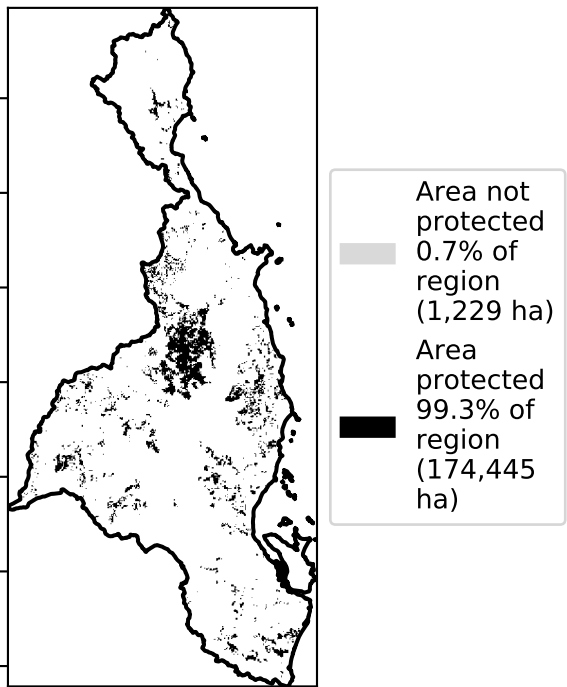 Area not
protected
0.7% of
region
(1,229 ha)
Area
protected
99.3% of
region
(174,445
ha)